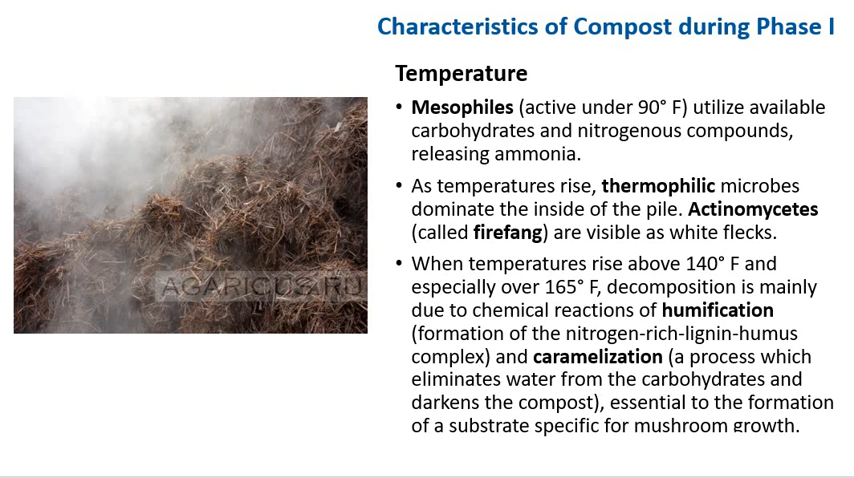 Characteristics of Compost during Phase I
Temperature
• Mesophiles (active under 90° F) utilize available
carbohydrates and nitrogenous compounds,
releasing ammonia.
• As temperatures rise, thermophilic microbes
dominate the inside of the pile. Actinomycetes
(called firefang) are visible as white flecks.
• When temperatures rise above 140° F and
especially over 165° F, decomposition is mainly
due to chemical reactions of humification
(formation of the nitrogen-rich-lignin-humus
complex) and caramelization (a process which
eliminates water from the carbohydrates and
darkens the compost), essential to the formation
of a substrate specific for mushroom growth.
AGARICUS.RU